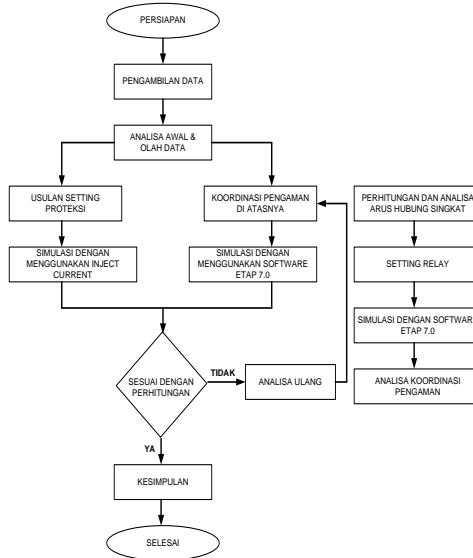 PERSIAPAN
PENGAMBILAN DATA
ANALISA AWAL &
OLAH DATA
USULAN SETTING
PROTEKSI
KOORDINASI PENGAMAN
DI ATASNYA
PERHITUNGAN DAN ANALISA
ARUS HUBUNG SINGKAT
SIMULASI DENGAN
MENGGUNAKAN INJECT
CURRENT
SIMULASI DENGAN
MENGGUNAKAN SOFTWARE
ETAP 7.0
SETTING RELAY
SIMULASI DENGAN SOFTWARE
ETAP 7.0
SESUAI DENGAN
PERHITUNGAN
TIDAK
ANALISA ULANG
ANALISA KOORDINASI
PENGAMAN
YA
KESIMPULAN
SELESAI